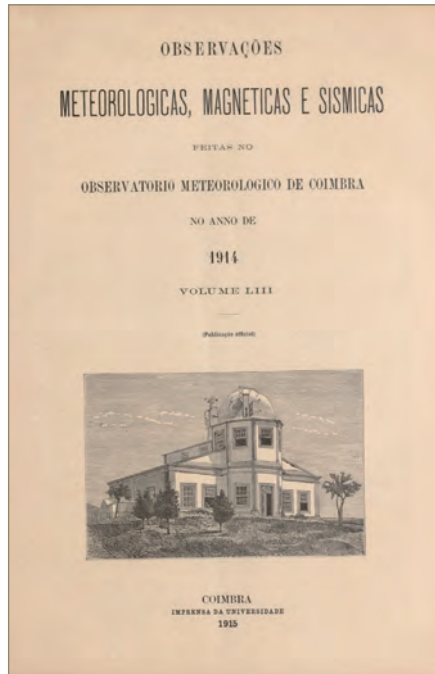 OBSERVAÇÕES
METEOROLOGICAS, MAGNETICAS E SISMICAS
FEITAS NO
OBSERVATORIO METEOROLOGICO DE COIMBRA
NO ANNO DE
1914
VOLUME LIII
(Publicação official)
COIMBRA
IMPRENSA DA UNIVERSIDADE
1915